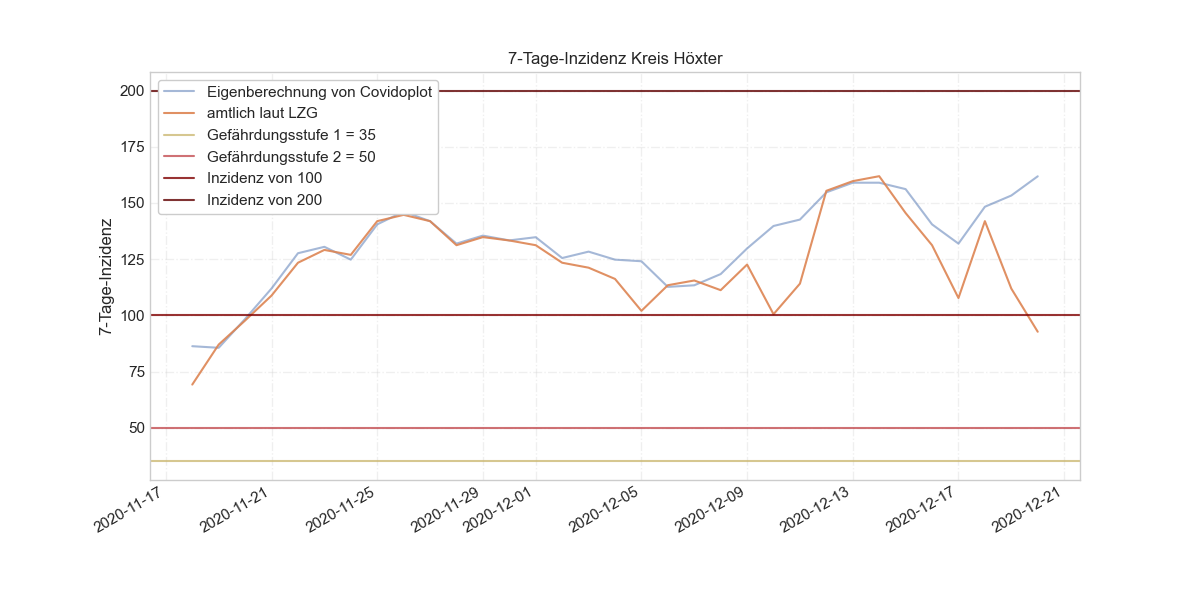 7-Tage-Inzidenz Kreis Höxter
Eigenberechnung von Covidoplot
amtlich laut LZG
Gefährdungsstufe 1 = 35
Gefährdungsstufe 2 = 50
Inzidenz von 100
Inzidenz von 200
7-Tage-Inzidenz
200
175
150
125
100
75
50
2020-11-17
2020-11-21
2020-11-25
2020-11-29
2020-12-01
2020-12-05
2020-12-09
2020-12-13
2020-12-17
2020-12-21